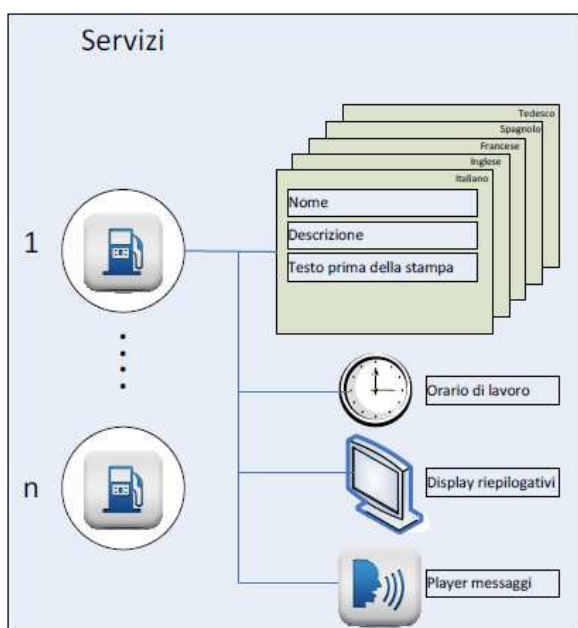 Servizi
Tedesco
Spagnolo
Francese
Inglese
Italiano
Nome
Descrizione
Testo prima della stampa
1
Orario di lavoro
n
Display riepilogativi
Player messaggi